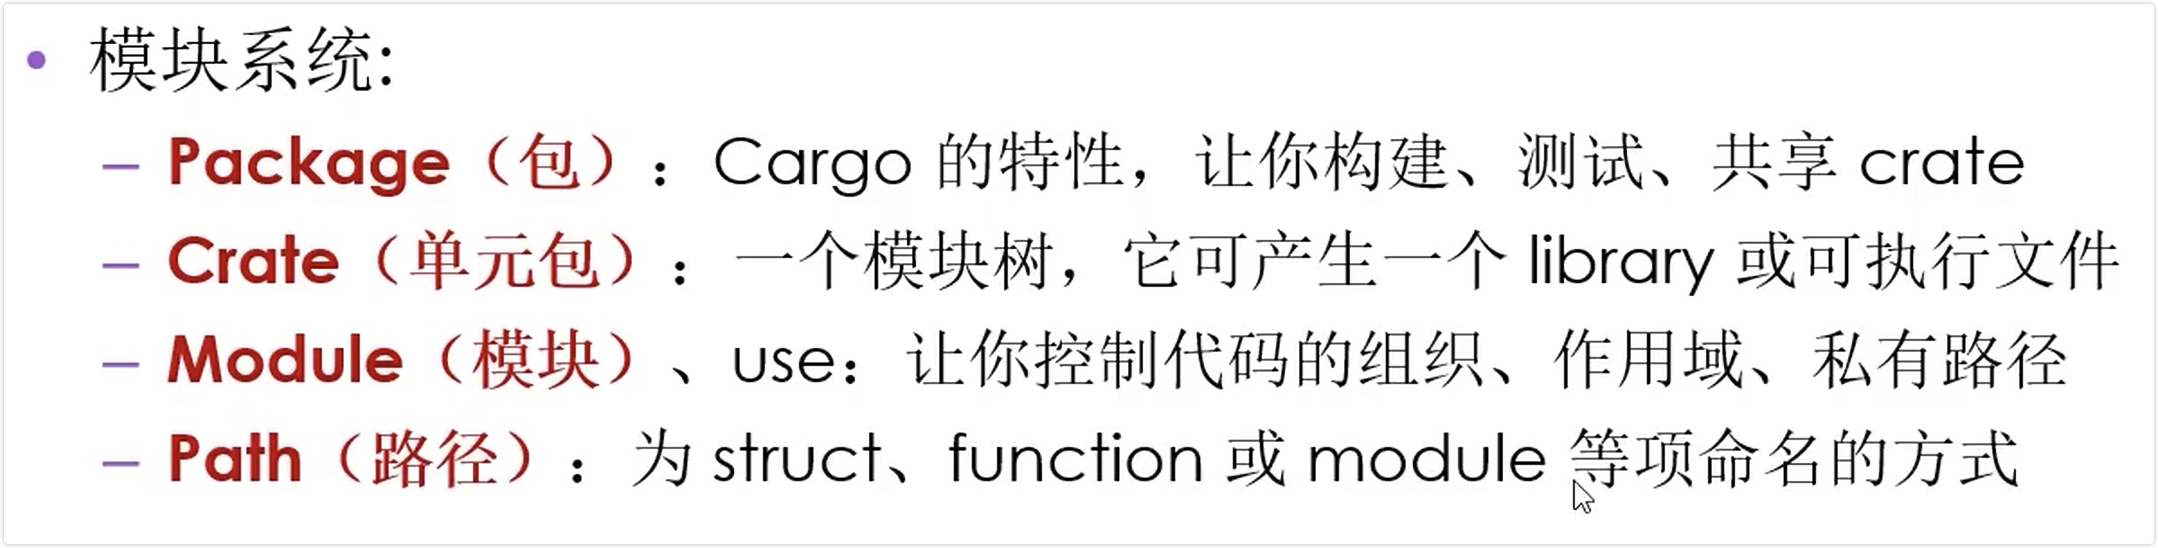 • 模块系统:
– Package（包）：Cargo 的特性，让你构建、测试、共享 crate
– Crate（单元包）：一个模块树，它可产生一个 library 或可执行文件
– Module（模块）、use：让你控制代码的组织、作用域、私有路径
– Path（路径）：为 struct、function 或 module 等项命名的方式